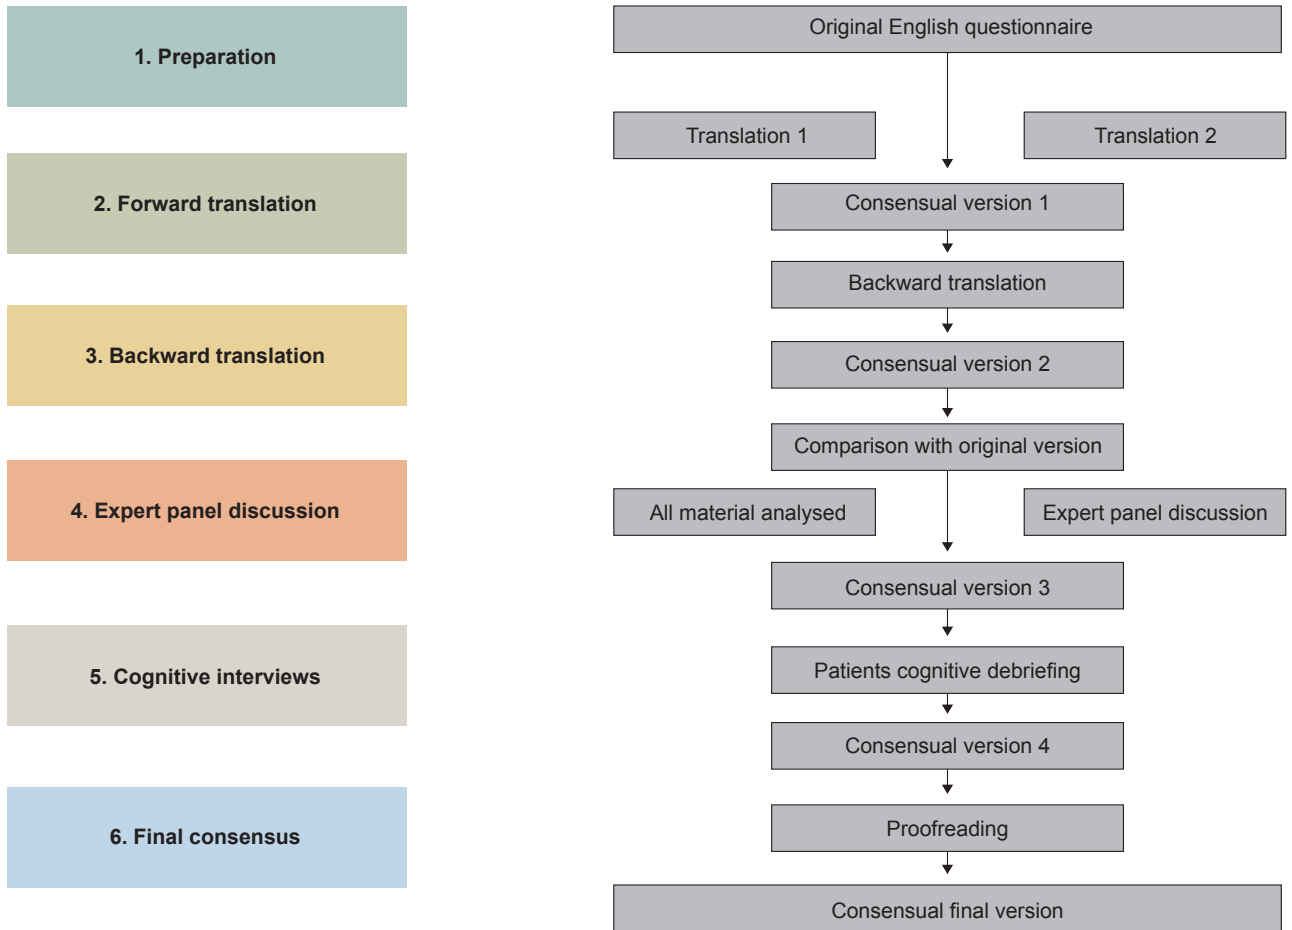 1. Preparation
2. Forward translation
3. Backward translation
4. Expert panel discussion
5. Cognitive interviews
6. Final consensus
Original English questionnaire
Translation 1
Translation 2
Consensual version 1
Backward translation
Consensual version 2
Comparison with original version
All material analysed
Expert panel discussion
Consensual version 3
Patients cognitive debriefing
Consensual version 4
Proofreading
Consensual final version